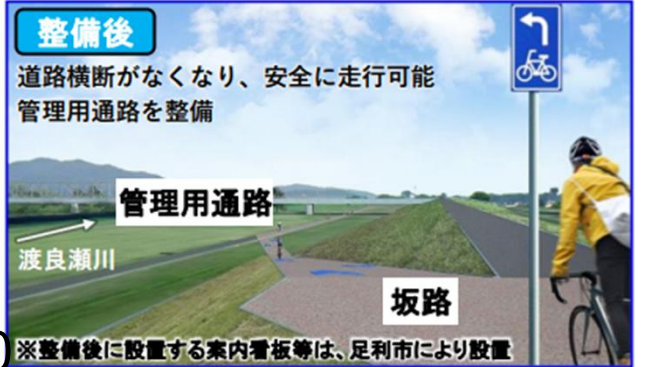 整備後
道路横断がなくなり、安全に走行可能
管理用通路を整備
管理用通路
渡良瀬川
坂路
)※整備後に設置する案内看板等は、足利市により設置